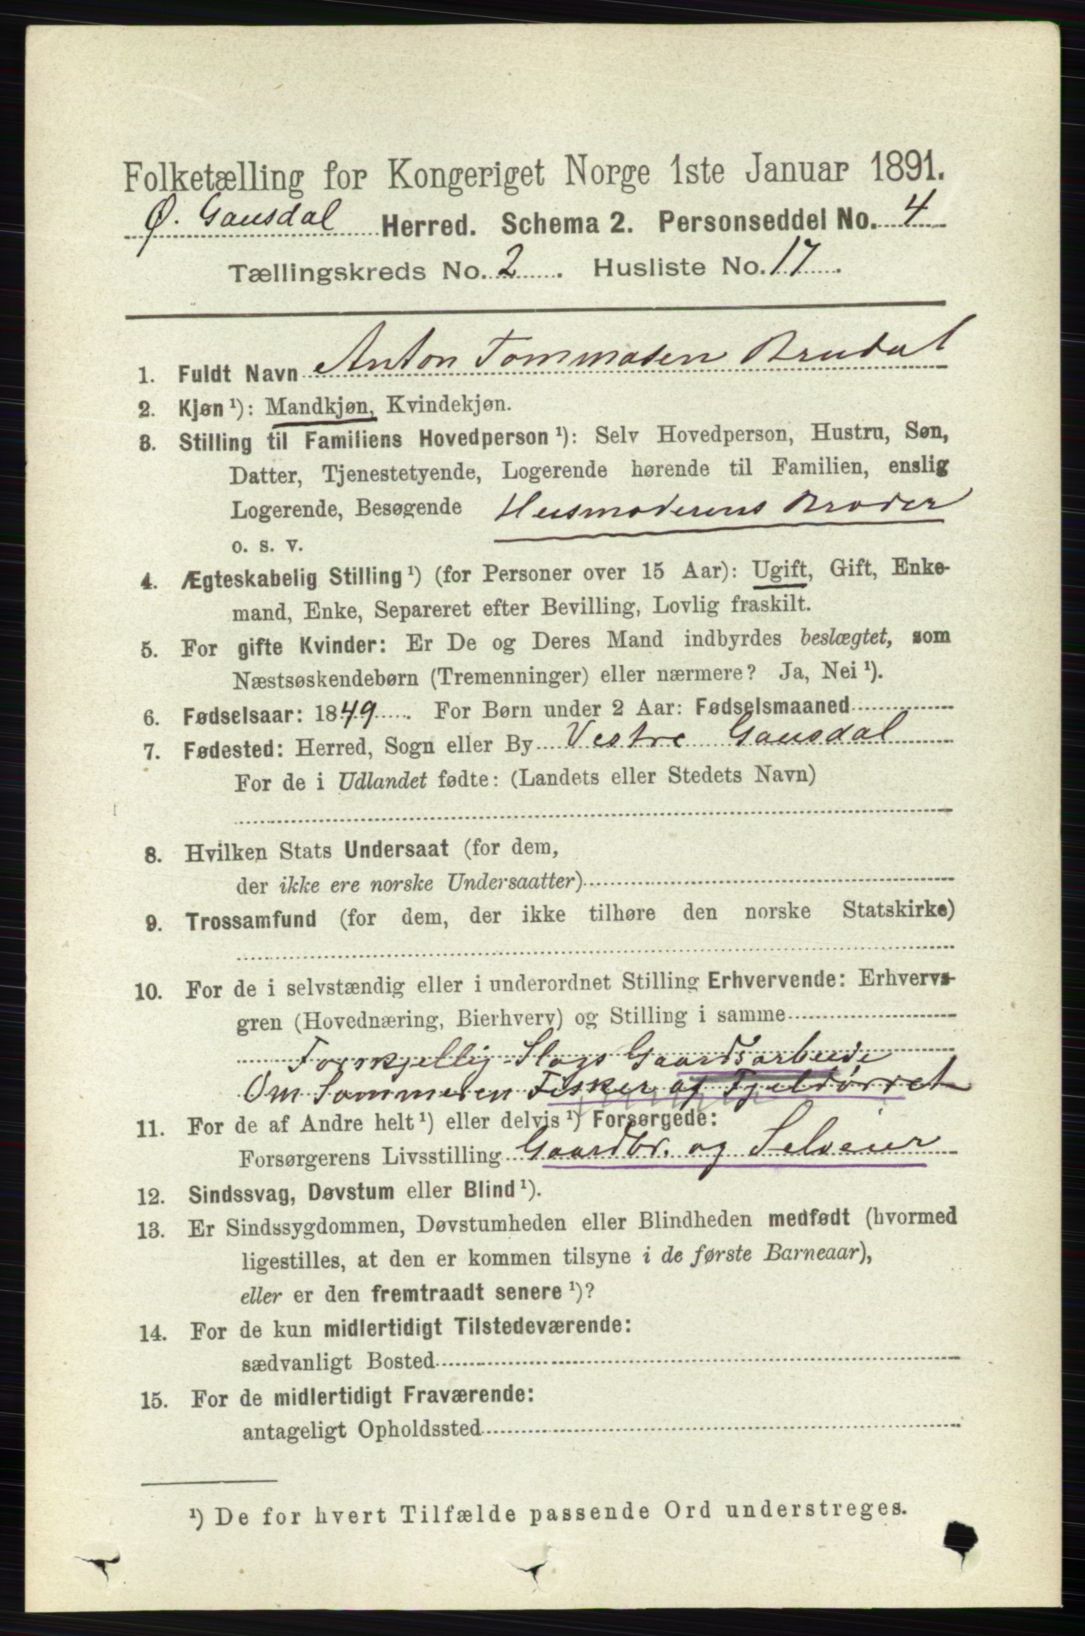 Folketælling for Kongeriget Norge 1ste Januar 1891.
Ø. Gausdal Herred. Schema 2. Personseddel No. 4
Tællingskreds No. 2. Husliste No. 17.
1. Fuldt Navn Anton Tommasen Brudal
2. Kjøn ¹): Mandkjøn, Kvindekjøn.
3. Stilling til Familiens Hovedperson ¹): Selv Hovedperson, Hustru, Søn,
Datter, Tjenestetyende, Logerende hørende til Familien, enslig
Logerende, Besøgende Husmoderens Broder
o. s. v.
4. Ægteskabelig Stilling ¹) (for Personer over 15 Aar): Ugift, Gift, Enke-
mand, Enke, Separeret efter Bevilling, Lovlig fraskilt.
5. For gifte Kvinder: Er De og Deres Mand indbyrdes beslægtet, som
Næstsøskendebørn (Tremenninger) eller nærmere? Ja, Nei ¹).
6. Fødselsaar: 1849. For Børn under 2 Aar: Fødselsmaaned
7. Fødested: Herred, Sogn eller By Vestre Gausdal
For de i Udlandet fødte: (Landets eller Stedets Navn)
8. Hvilken Stats Undersaat (for dem,
der ikke ere norske Undersaatter)
9. Trossamfund (for dem, der ikke tilhøre den norske Statskirke)
10. For de i selvstændig eller i underordnet Stilling Erhvervende: Erhvervs-
gren (Hovednæring, Bierhverv) og Stilling i samme
Forskjellig Slags Gaardsarbeide
Om Sommeren Fisker af Fjeldørret
11. For de af Andre helt ¹) eller delvis ¹) Forsørgede:
Forsørgerens Livsstilling Gaardbr. og Selveier
12. Sindssvag, Døvstum eller Blind ¹).
13. Er Sindssygdommen, Døvstumheden eller Blindheden medfødt (hvormed
ligestilles, at den er kommen tilsyne i de første Barneaar),
eller er den fremtraadt senere ¹)?
14. For de kun midlertidigt Tilstedeværende:
sædvanligt Bosted
15. For de midlertidigt Fraværende:
antageligt Opholdssted
¹) De for hvert Tilfælde passende Ord understreges.